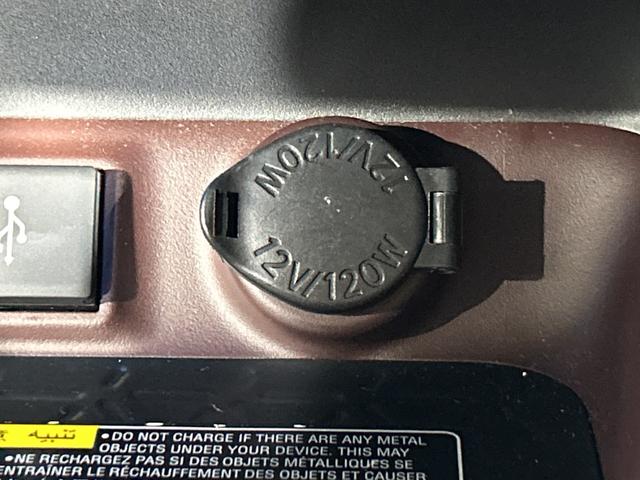 12V/120W
12V/120W
تنبيه
•DO NOT CHARGE IF THERE ARE ANY METAL
OBJECTS UNDER YOUR DEVICE. THIS MAY
•NE RECHARGEZ PAS SI DES OBJETS MÉTALLIQUES SE
ENTRAÎNER LE RÉCHAUFFEMENT DES OBJETS ET CAUSER